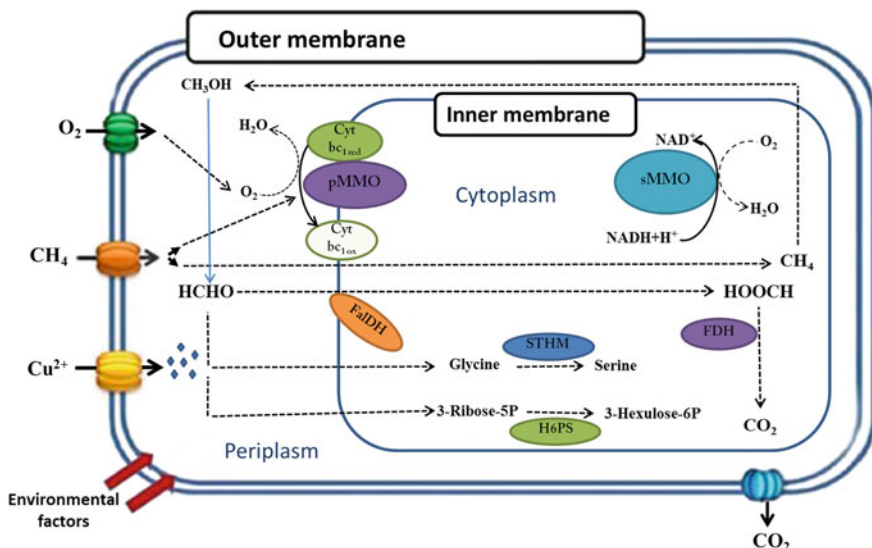 Outer membrane
CH₃OH
Inner membrane
O₂
H₂O
Cyt
bc₁ red
NAD⁺
O₂
O₂
pMMO
Cytoplasm
sMMO
H₂O
Cyt
bc₁ ox
NADH+H⁺
CH₄
CH₄
HCHO
HOOCH
FalDH
FDH
STHM
Cu²⁺
Glycine
Serine
3-Ribose-5P
3-Hexulose-6P
H6PS
CO₂
Periplasm
Environmental
factors
CO₂